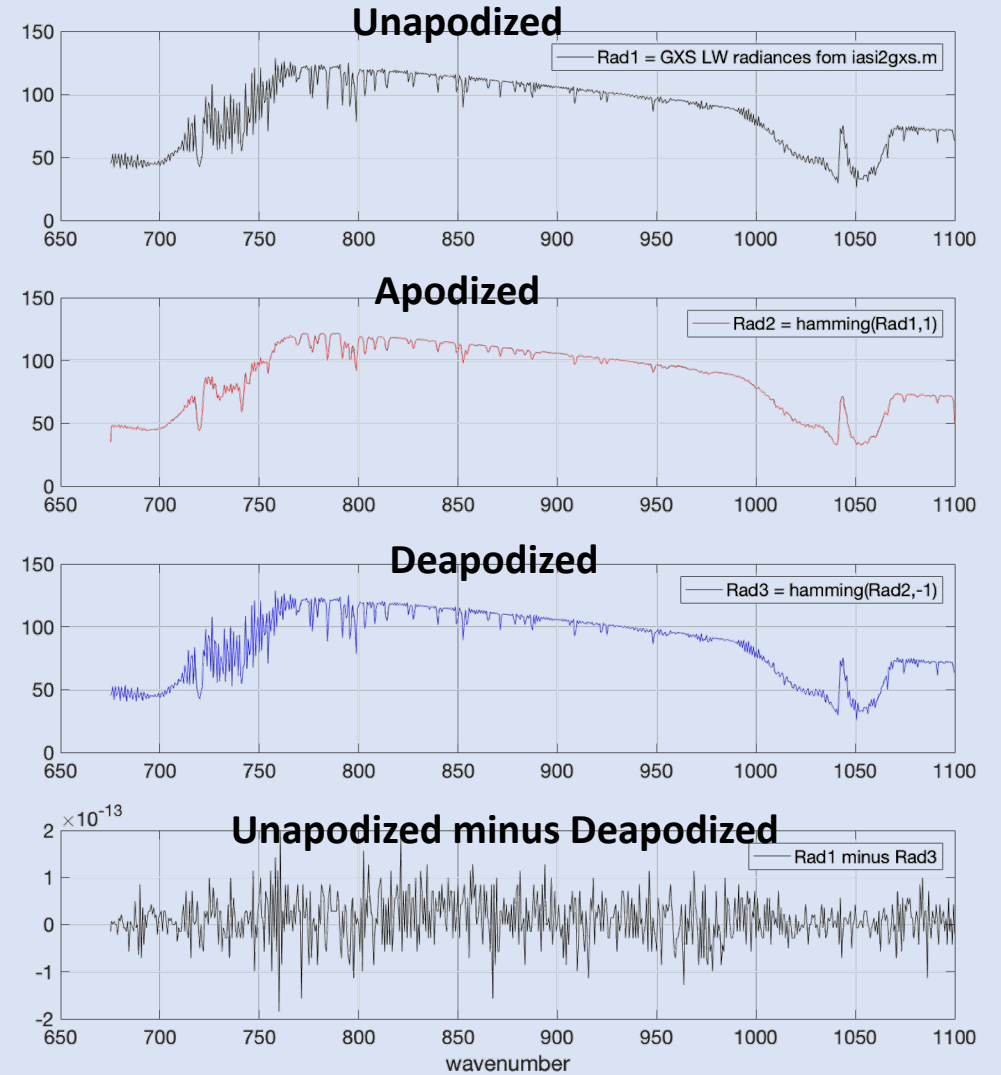 Unapodized
150
Rad1 = GXS LW radiances fom iasi2gxs.m
100
50
0
650 700 750 800 850 900 950 1000 1050 1100
Apodized
150
Rad2 = hamming(Rad1,1)
100
50
0
650 700 750 800 850 900 950 1000 1050 1100
Deapodized
150
Rad3 = hamming(Rad2,-1)
100
50
0
650 700 750 800 850 900 950 1000 1050 1100
×10-13
Unapodized minus Deapodized
2
Rad1 minus Rad3
1
0
-1
-2
650 700 750 800 850 900 950 1000 1050 1100
wavenumber